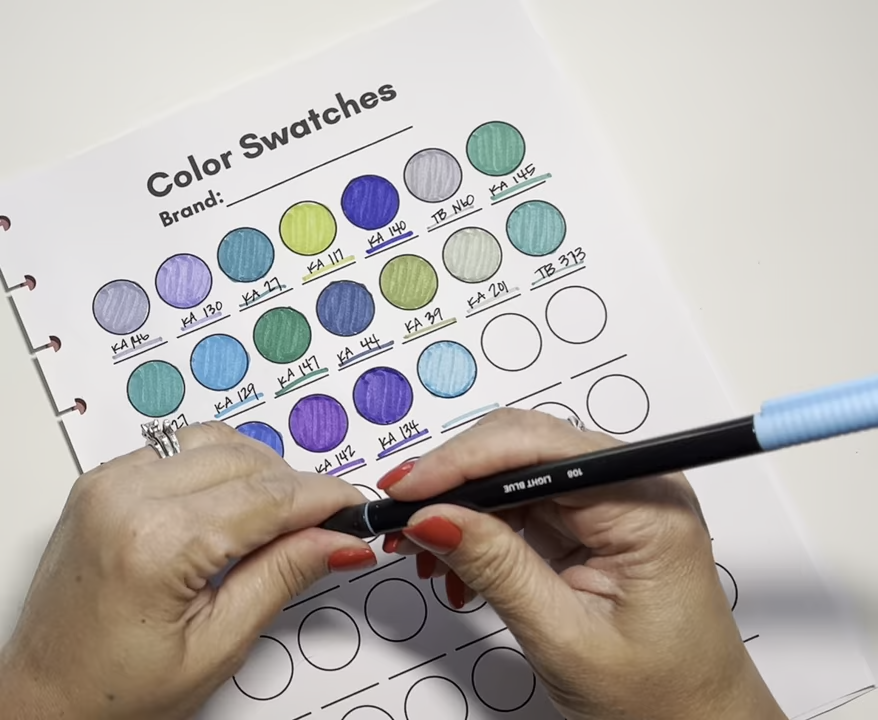 Color Swatches
Brand:
KA 146 KA 130 KA 27 KA 117 KA 140 TB N60 KA 145
27 KA 129 KA 147 KA 44 KA 39 KA 201 TB 373
KA 142 KA 134
108 LIGHT BLUE